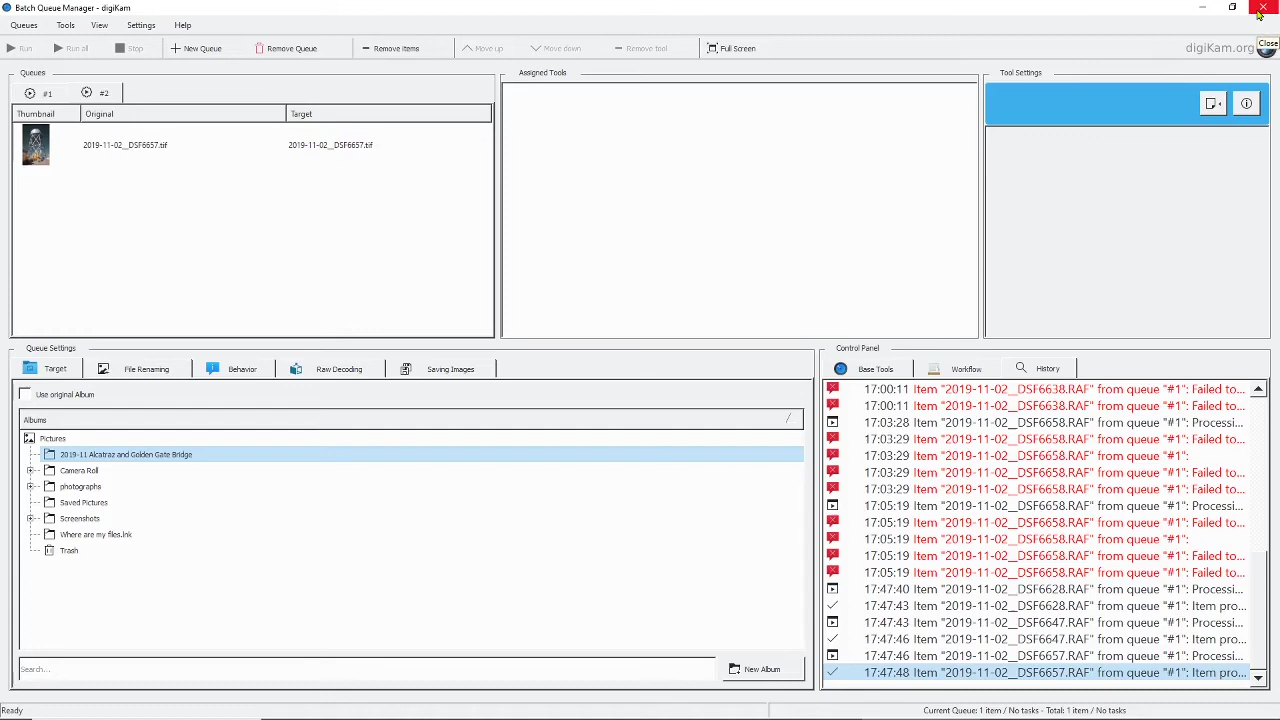 Batch Queue Manager - digiKam
Queues Tools View Settings Help
Run Run all Stop New Queue Remove Queue Remove items Move up Move down Remove tool Full Screen digiKam.org Close
Queues
#1 #2
Thumbnail Original Target
2019-11-02__DSF6657.tif 2019-11-02__DSF6657.tif
Assigned Tools
Tool Settings
Queue Settings
Target File Renaming Behavior Raw Decoding Saving Images
Use original Album
Albums
Pictures
2019-11 Alcatraz and Golden Gate Bridge
Camera Roll
photographs
Saved Pictures
Screenshots
Where are my files.lnk
Trash
Search...
New Album
Control Panel
Base Tools Workflow History
17:00:11 Item "2019-11-02__DSF6638.RAF" from queue "#1": Failed to...
17:00:11 Item "2019-11-02__DSF6638.RAF" from queue "#1": Failed to...
17:03:28 Item "2019-11-02__DSF6658.RAF" from queue "#1": Processi...
17:03:29 Item "2019-11-02__DSF6658.RAF" from queue "#1": Failed to...
17:03:29 Item "2019-11-02__DSF6658.RAF" from queue "#1":
17:03:29 Item "2019-11-02__DSF6658.RAF" from queue "#1": Failed to...
17:03:29 Item "2019-11-02__DSF6658.RAF" from queue "#1": Failed to...
17:05:19 Item "2019-11-02__DSF6658.RAF" from queue "#1": Processi...
17:05:19 Item "2019-11-02__DSF6658.RAF" from queue "#1": Failed to...
17:05:19 Item "2019-11-02__DSF6658.RAF" from queue "#1":
17:05:19 Item "2019-11-02__DSF6658.RAF" from queue "#1": Failed to...
17:05:19 Item "2019-11-02__DSF6658.RAF" from queue "#1": Failed to...
17:47:40 Item "2019-11-02__DSF6628.RAF" from queue "#1": Processi...
17:47:43 Item "2019-11-02__DSF6628.RAF" from queue "#1": Item pro...
17:47:43 Item "2019-11-02__DSF6647.RAF" from queue "#1": Processi...
17:47:46 Item "2019-11-02__DSF6647.RAF" from queue "#1": Item pro...
17:47:46 Item "2019-11-02__DSF6657.RAF" from queue "#1": Processi...
17:47:48 Item "2019-11-02__DSF6657.RAF" from queue "#1": Item pro...
Ready
Current Queue: 1 item / No tasks - Total: 1 item / No tasks